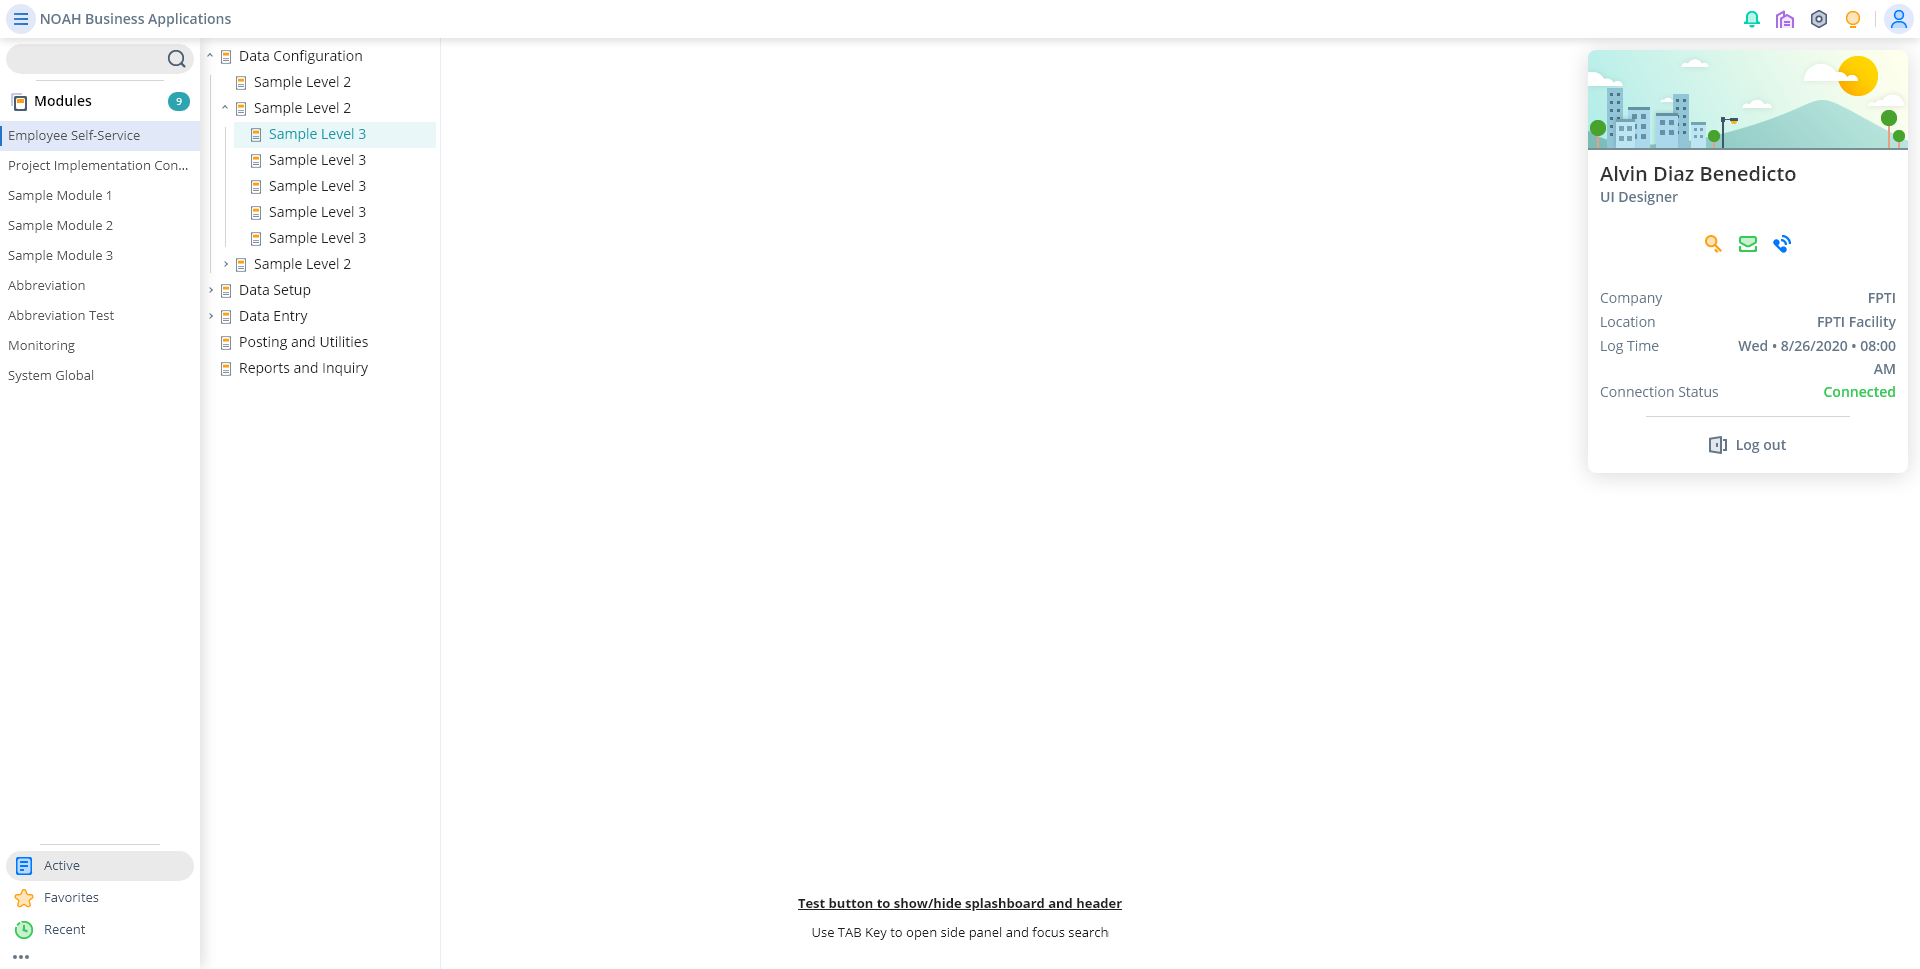 NOAH Business Applications
Modules
9
Employee Self-Service
Project Implementation Con...
Sample Module 1
Sample Module 2
Sample Module 3
Abbreviation
Abbreviation Test
Monitoring
System Global
Active
Favorites
Recent
Data Configuration
Sample Level 2
Sample Level 2
Sample Level 3
Sample Level 3
Sample Level 3
Sample Level 3
Sample Level 3
Sample Level 2
Data Setup
Data Entry
Posting and Utilities
Reports and Inquiry
Test button to show/hide splashboard and header
Use TAB Key to open side panel and focus search
Alvin Diaz Benedicto
UI Designer
Company FPTI
Location FPTI Facility
Log Time Wed • 8/26/2020 • 08:00
AM
Connection Status Connected
Log out